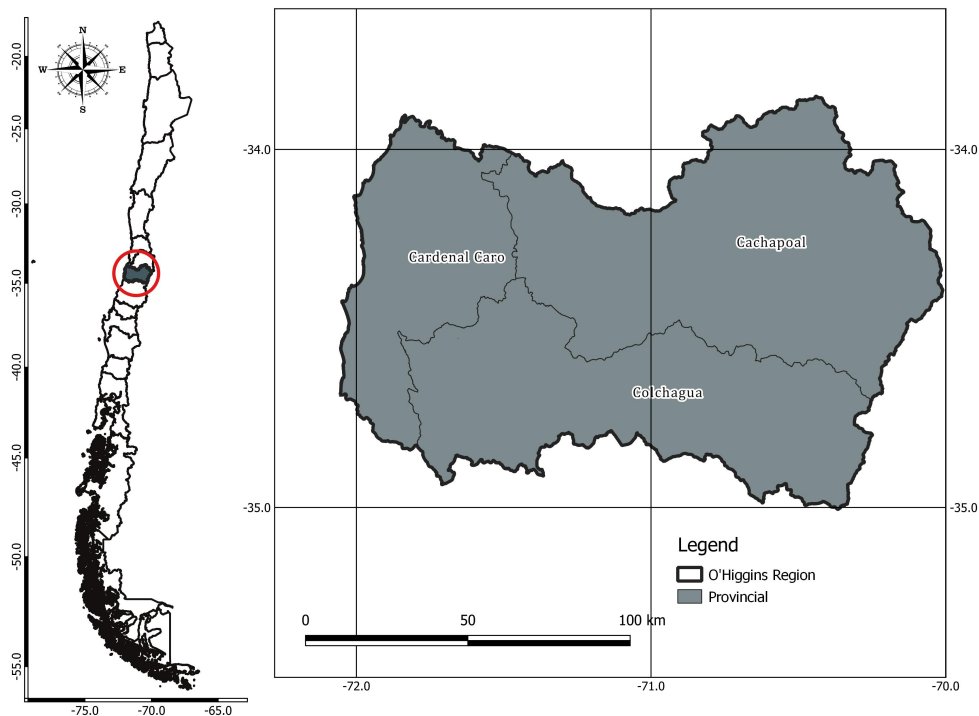 N
W E
S
-20.0
-25.0
-30.0
-35.0
-40.0
-45.0
-50.0
-55.0
-75.0 -70.0 -65.0
-34.0 -34.0
Cardenal Caro
Cachapoal
Colchagua
-35.0 -35.0
Legend
O'Higgins Region
Provincial
0 50 100 km
-72.0 -71.0 -70.0